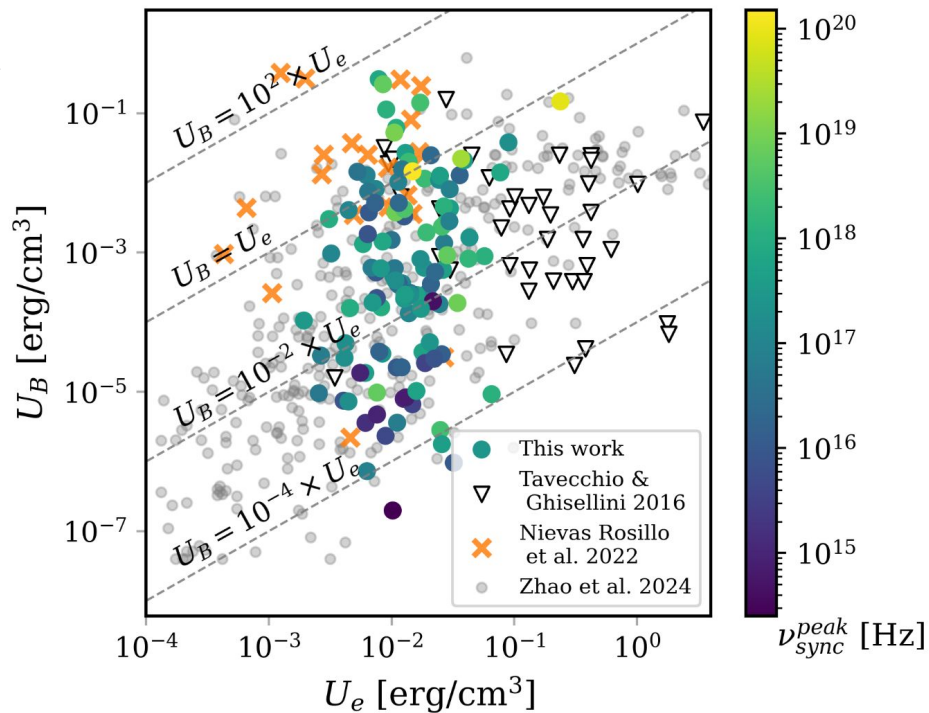 10^{-1}
10^{-3}
10^{-5}
10^{-7}
U_B [erg/cm^3]
U_B = 10^2 × U_e
U_B = U_e
U_B = 10^{-2} × U_e
U_B = 10^{-4} × U_e
This work
Tavecchio &
Ghisellini 2016
Nievas Rosillo
et al. 2022
Zhao et al. 2024
10^{-4}
10^{-3}
10^{-2}
10^{-1}
10^0
U_e [erg/cm^3]
10^{20}
10^{19}
10^{18}
10^{17}
10^{16}
10^{15}
ν_{sync}^{peak} [Hz]